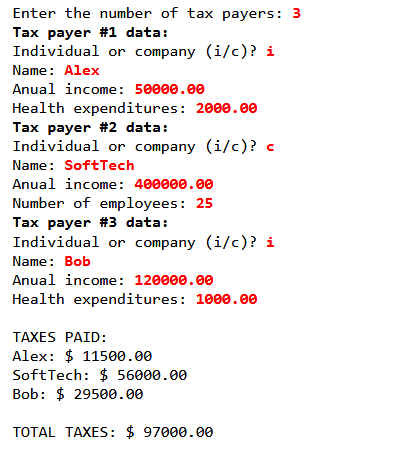 Enter the number of tax payers: 3
Tax payer #1 data:
Individual or company (i/c)? i
Name: Alex
Anual income: 50000.00
Health expenditures: 2000.00
Tax payer #2 data:
Individual or company (i/c)? c
Name: SoftTech
Anual income: 400000.00
Number of employees: 25
Tax payer #3 data:
Individual or company (i/c)? i
Name: Bob
Anual income: 120000.00
Health expenditures: 1000.00
TAXES PAID:
Alex: $ 11500.00
SoftTech: $ 56000.00
Bob: $ 29500.00
TOTAL TAXES: $ 97000.00